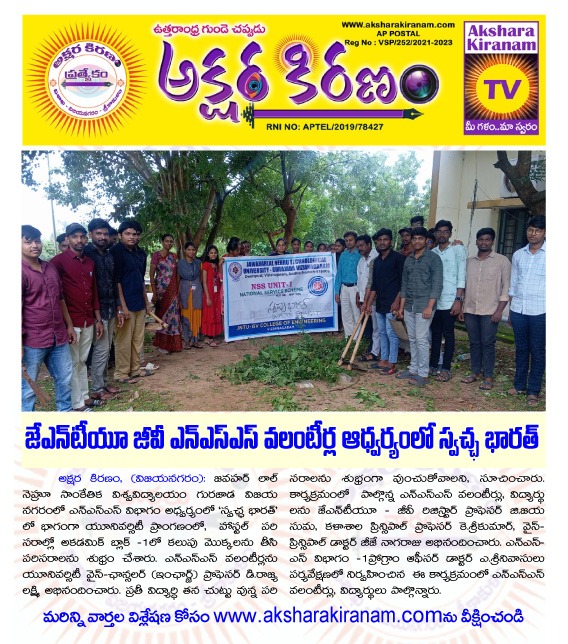 ఉత్తరాంధ్ర గుండె చప్పుడు
www.aksharakiranam.com
AP POSTAL
Reg No : VSP/252/2021-2023
అక్షర కిరణం
ప్రత్యేకం
అక్షర కిరణం
RNI NO: APTEL/2019/78427
Akshara
Kiranam
TV
మీ గళం..మా స్వరం
JAWAHARLAL NEHRU TECHNOLOGICAL
UNIVERSITY - GURAJADA VIZIANAGARAM
NSS UNIT-I
NATIONAL SERVICE SCHEME
JNTU-GV COLLEGE OF ENGINEERING
VIZIANAGARAM
జేఎన్‌టీయూ జీవీ ఎన్ఎస్ఎస్ వలంటీర్ల ఆధ్వర్యంలో స్వచ్ఛ భారత్
అక్షర కిరణం, (విజయనగరం): జవహర్ లాల్
నెహ్రూ సాంకేతిక విశ్వవిద్యాలయం గురజాడ విజయ
నగరంలో ఎన్ఎస్ఎస్ విభాగం ఆధ్వర్యంలో 'స్వచ్ఛ భారత్'
లో భాగంగా యూనివర్సిటీ ప్రాంగణంలో, హాస్టల్ పరి
సరాల్లో అకడమిక్ బ్లాక్ -1లో కలుపు మొక్కలను తీసి
పరిసరాలను శుభ్రం చేశారు. ఎన్ఎస్ఎస్ వలంటీర్లను
యూనివర్సిటీ వైస్-ఛాన్సలర్ (ఇంఛార్జ్) ప్రొఫెసర్ డి.రాజ్య
లక్ష్మి అభినందించారు. ప్రతీ విద్యార్థి తన చుట్టు వున్న పరి
సరాలను శుభ్రంగా వుంచుకోవాలని, సూచించారు.
కార్యక్రమంలో పాల్గొన్న ఎన్ఎస్ఎస్ వలంటీర్లు, విద్యార్థు
లను జేఎన్‌టీయూ - జీవీ రిజిస్ట్రార్ ప్రొఫెసర్ జి.జయ
సుమ, కళాశాల ప్రిన్సిపాల్ ప్రొఫెసర్ కె.శ్రీకుమార్, వైస్-
ప్రిన్సిపాల్ డాక్టర్ జీజే నాగరాజు అభినందించారు. ఎన్ఎస్-
ఎస్ విభాగం -1ప్రోగ్రాం ఆఫీసర్ డాక్టర్ ఎ.శ్రీనివాసులు
పర్యవేక్షణలో నిర్వహించిన ఈ కార్యక్రమంలో ఎన్ఎస్ఎస్
వలంటీర్లు, విద్యార్థులు పాల్గొన్నారు.
మరిన్ని వార్తల విశ్లేషణ కోసం www.aksharakiranam.comను వీక్షించండి